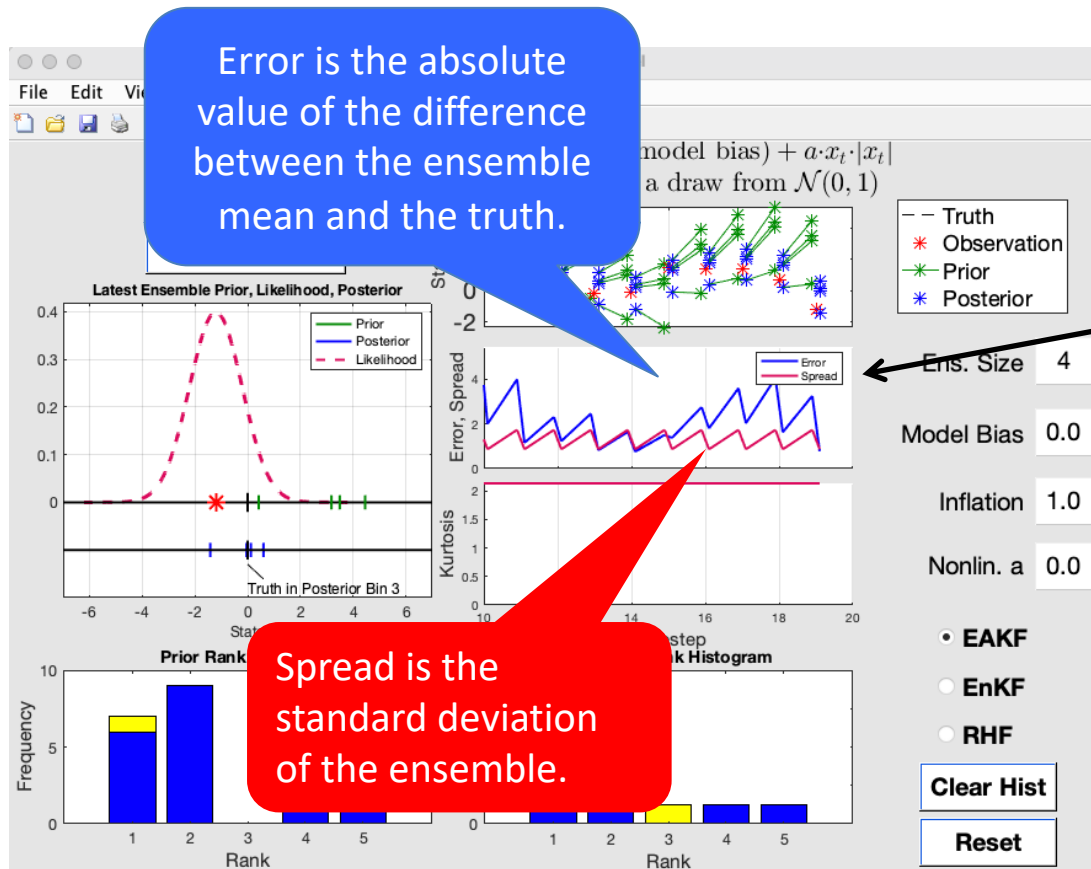 Error is the absolute
value of the difference
between the ensemble
mean and the truth.
File Edit
model bias) + a·x_t·|x_t|
a draw from N(0, 1)
Truth
Observation
Prior
Posterior
0
-2
Latest Ensemble Prior, Likelihood, Posterior
0.4
0.3
0.2
0.1
0
Prior
Posterior
Likelihood
Truth in Posterior Bin 3
-6 -4 -2 0 2 4 6
Error, Spread
4
2
0
Error
Spread
Kurtosis
2
1.5
1
0.5
0
10 14 16 18 20
Ens. Size 4
Model Bias 0.0
Inflation 1.0
Nonlin. a 0.0
EAKF
EnKF
RHF
Clear Hist
Reset
Spread is the
standard deviation
of the ensemble.
Prior Rank
Frequency
10
5
0
1 2 3 4 5
Rank
Histogram
0
1 2 3 4 5
Rank